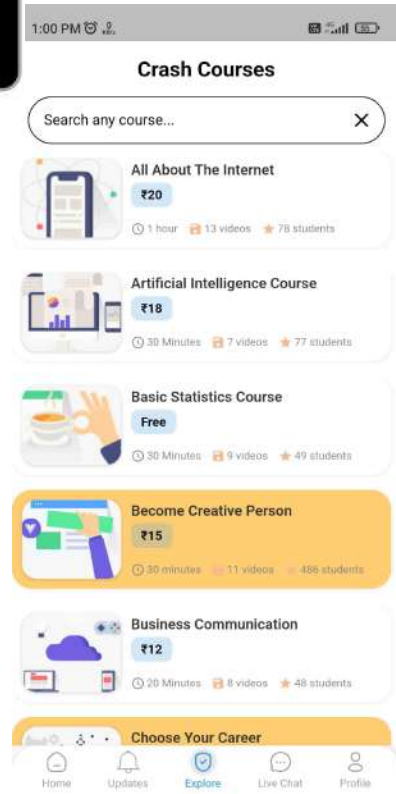 1:00 PM
Crash Courses
Search any course...
All About The Internet
₹20
1 hour 13 videos 78 students
Artificial Intelligence Course
₹18
30 Minutes 7 videos 77 students
Basic Statistics Course
Free
30 Minutes 9 videos 49 students
Become Creative Person
₹15
30 minutes 11 videos 486 students
Business Communication
₹12
20 Minutes 8 videos 48 students
Choose Your Career
Home Updates Explore Live Chat Profile